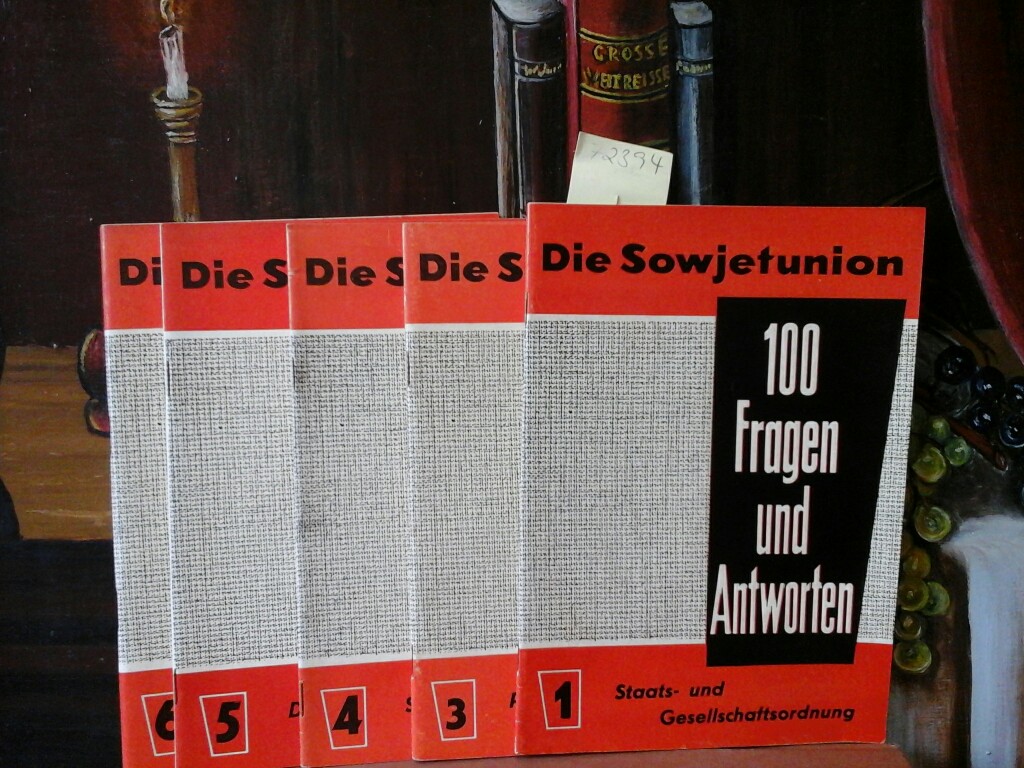 GROSSE
12394
Di
Die S
Die S
Die S
Die Sowjetunion
100
Fragen
und
Antworten
6
5
D
4
S
3
1
Staats- und
Gesellschaftsordnung